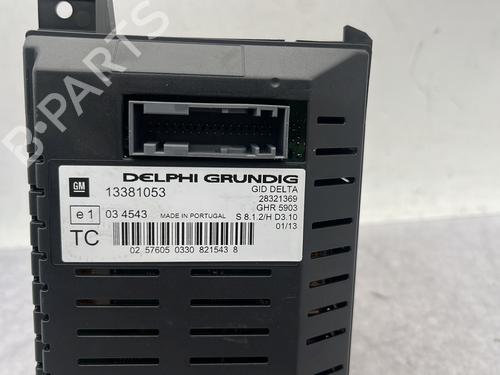 B-PARTS
DELPHI GRUNDIG
GM 13381053 GID DELTA
28321369
e1 03 4543 MADE IN PORTUGAL GHR 5903
S 8.1.2/H D3.10
TC 01/13
02 57605 0330 821543 8